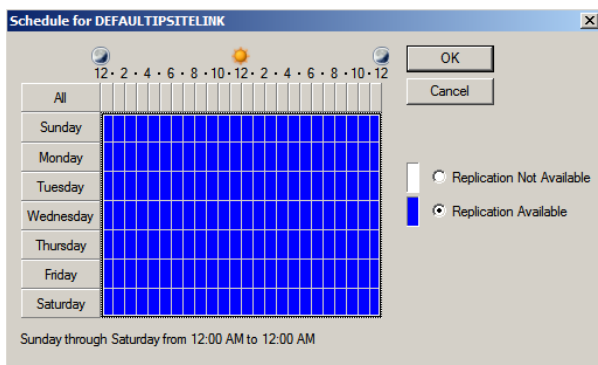 Schedule for DEFAULTIPSITELINK
12 · 2 · 4 · 6 · 8 · 10 · 12 · 2 · 4 · 6 · 8 · 10 · 12
All
Sunday
Monday
Tuesday
Wednesday
Thursday
Friday
Saturday
OK
Cancel
Replication Not Available
Replication Available
Sunday through Saturday from 12:00 AM to 12:00 AM